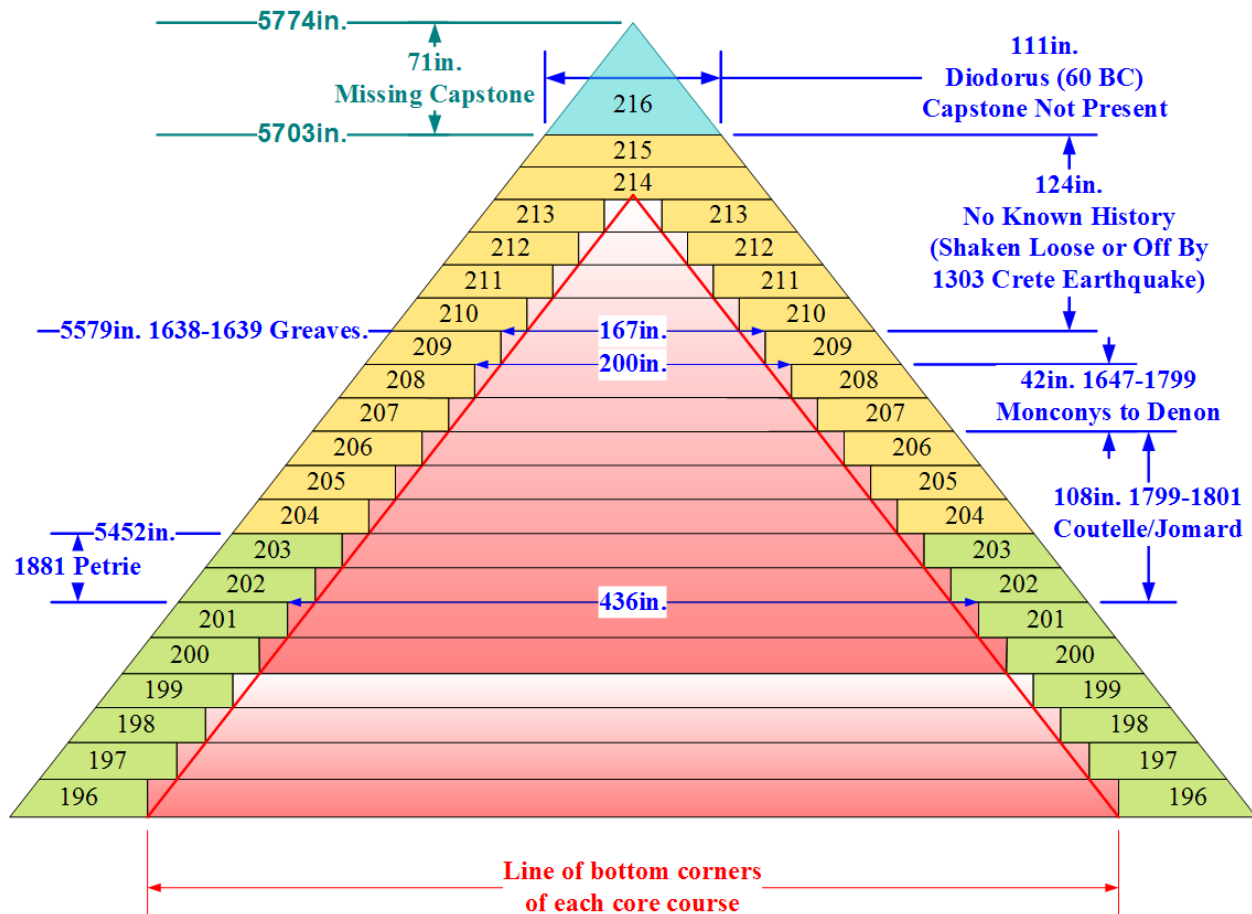 5774in.
71in.
Missing Capstone
5703in.
111in.
Diodorus (60 BC)
Capstone Not Present
216
215
214
213 213
212 212
211 211
210 210
124in.
No Known History
(Shaken Loose or Off By
1303 Crete Earthquake)
5579in. 1638-1639 Greaves.
167in.
209 209
200in.
208 208
42in. 1647-1799
Monconys to Denon
207 207
206 206
205 205
204 204
108in. 1799-1801
Coutelle/Jomard
5452in.
1881 Petrie
203 203
202 202
436in.
201 201
200 200
199 199
198 198
197 197
196 196
Line of bottom corners
of each core course